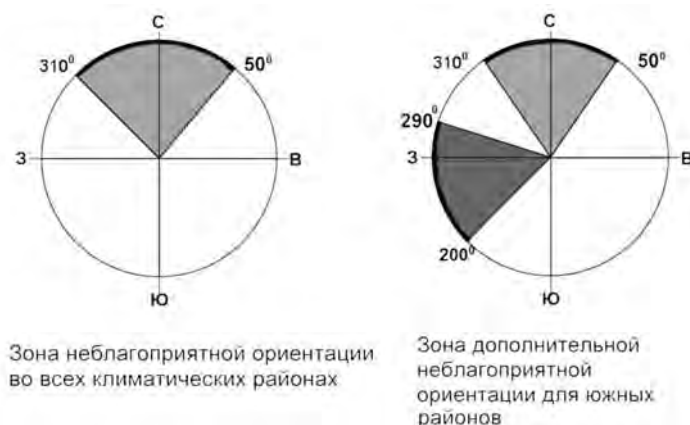 С
310⁰
50⁰
З
В
Ю
Зона неблагоприятной ориентации
во всех климатических районах
С
310⁰
50⁰
290⁰
З
В
200⁰
Ю
Зона дополнительной
неблагоприятной
ориентации для южных
районов